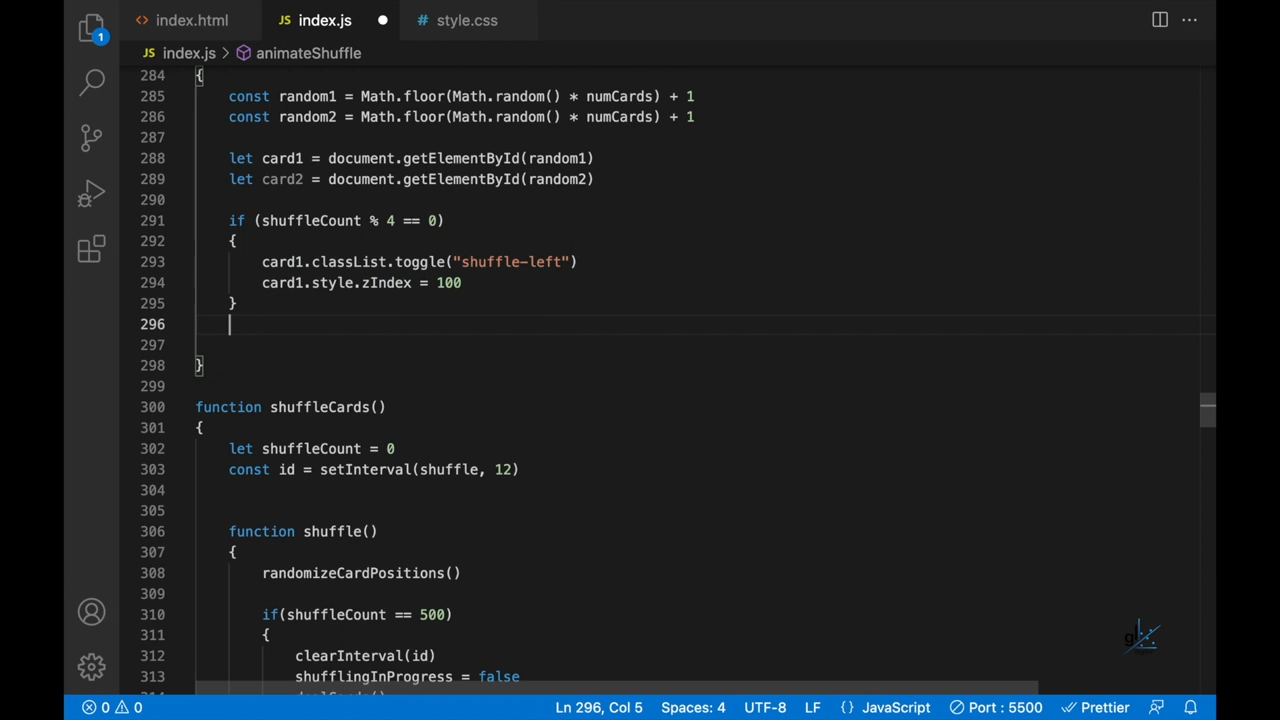 index.html
JS index.js
# style.css
JS index.js > animateShuffle
284 {
285 const random1 = Math.floor(Math.random() * numCards) + 1
286 const random2 = Math.floor(Math.random() * numCards) + 1
287
288 let card1 = document.getElementById(random1)
289 let card2 = document.getElementById(random2)
290
291 if (shuffleCount % 4 == 0)
292 {
293 card1.classList.toggle("shuffle-left")
294 card1.style.zIndex = 100
295 }
296
297
298 }
299
300 function shuffleCards()
301 {
302 let shuffleCount = 0
303 const id = setInterval(shuffle, 12)
304
305
306 function shuffle()
307 {
308 randomizeCardPositions()
309
310 if(shuffleCount == 500)
311 {
312 clearInterval(id)
313 shufflingInProgress = false
1
0 0
Ln 296, Col 5
Spaces: 4
UTF-8
LF
{} JavaScript
Port : 5500
Prettier